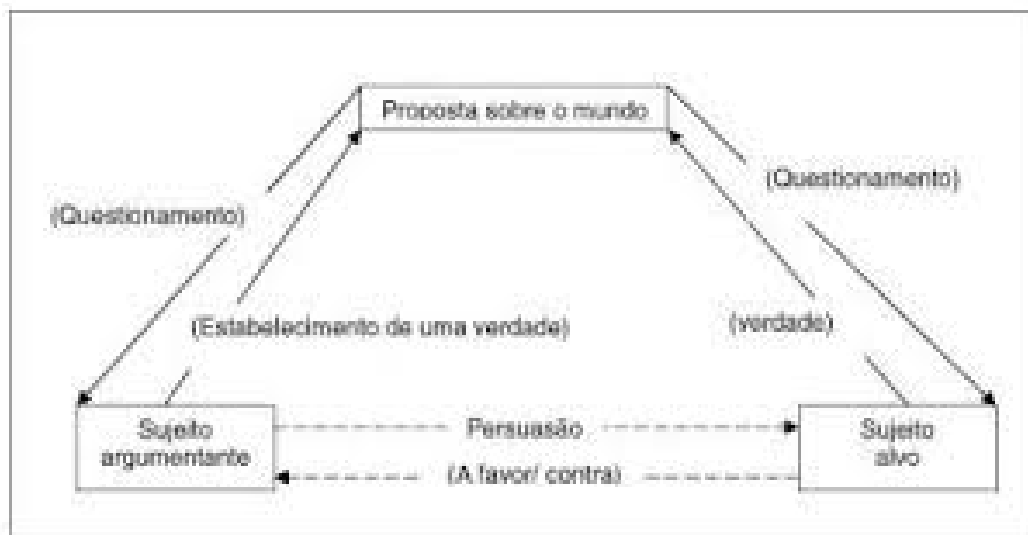 Proposta sobre o mundo
(Questionamento)
(Questionamento)
(Estabelecimento de uma verdade)
(verdade)
Sujeito
argumentante
Persuasão
(A favor/ contra)
Sujeito
alvo